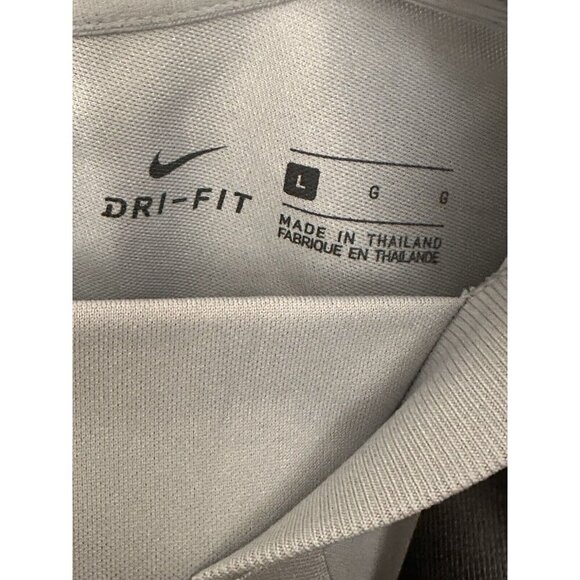 DRI-FIT
L G G
MADE IN THAILAND
FABRIQUE EN THAILANDE